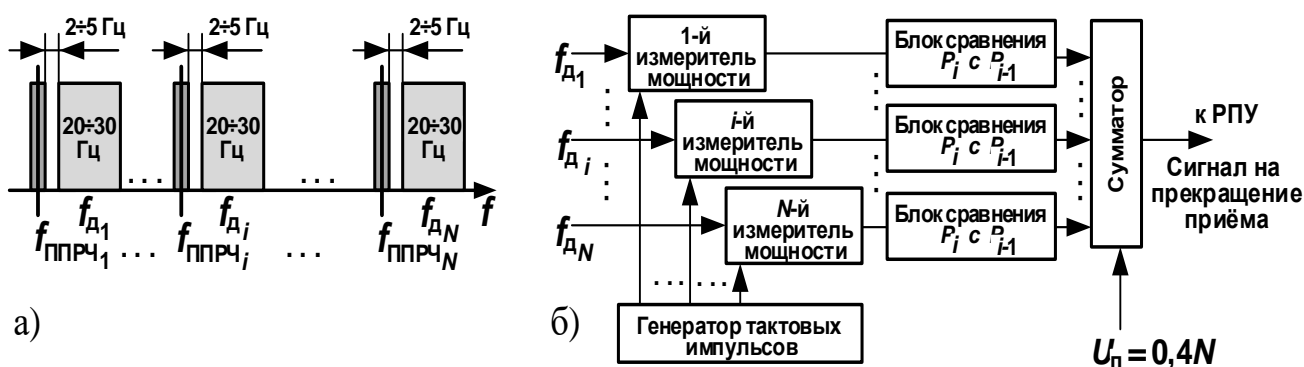 2÷5 Гц 2÷5 Гц 2÷5 Гц
20÷30 Гц
20÷30 Гц
20÷30 Гц
. . . . . .
fд1 fдi fдN f
fППРЧ1 . . . fППРЧi . . . fППРЧN
а)
fд1
fдi
fдN
1-й
измеритель
мощности
i-й
измеритель
мощности
N-й
измеритель
мощности
Блок сравнения
Pi с Pi-1
Блок сравнения
Pi с Pi-1
Блок сравнения
Pi с Pi-1
Сумматор
к РПУ
Сигнал на
прекращение
приёма
Генератор тактовых
импульсов
Uп = 0,4N
б)